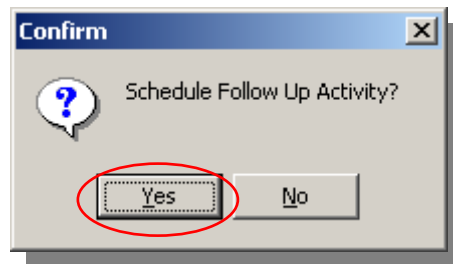 Confirm
?
Schedule Follow Up Activity?
Yes
No